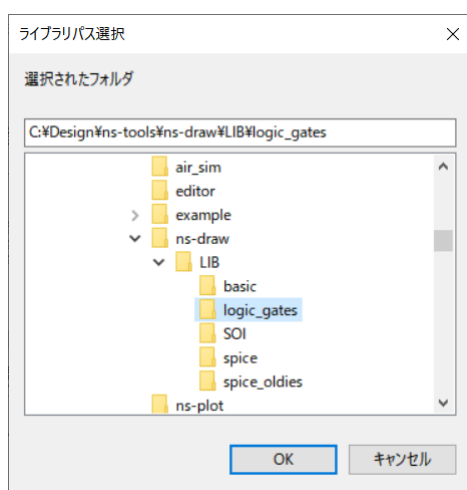 ライブラリパス選択
選択されたフォルダ
C:¥Design¥ns-tools¥ns-draw¥LIB¥logic_gates
air_sim
editor
example
ns-draw
LIB
basic
logic_gates
SOI
spice
spice_oldies
ns-plot
OK
キャンセル